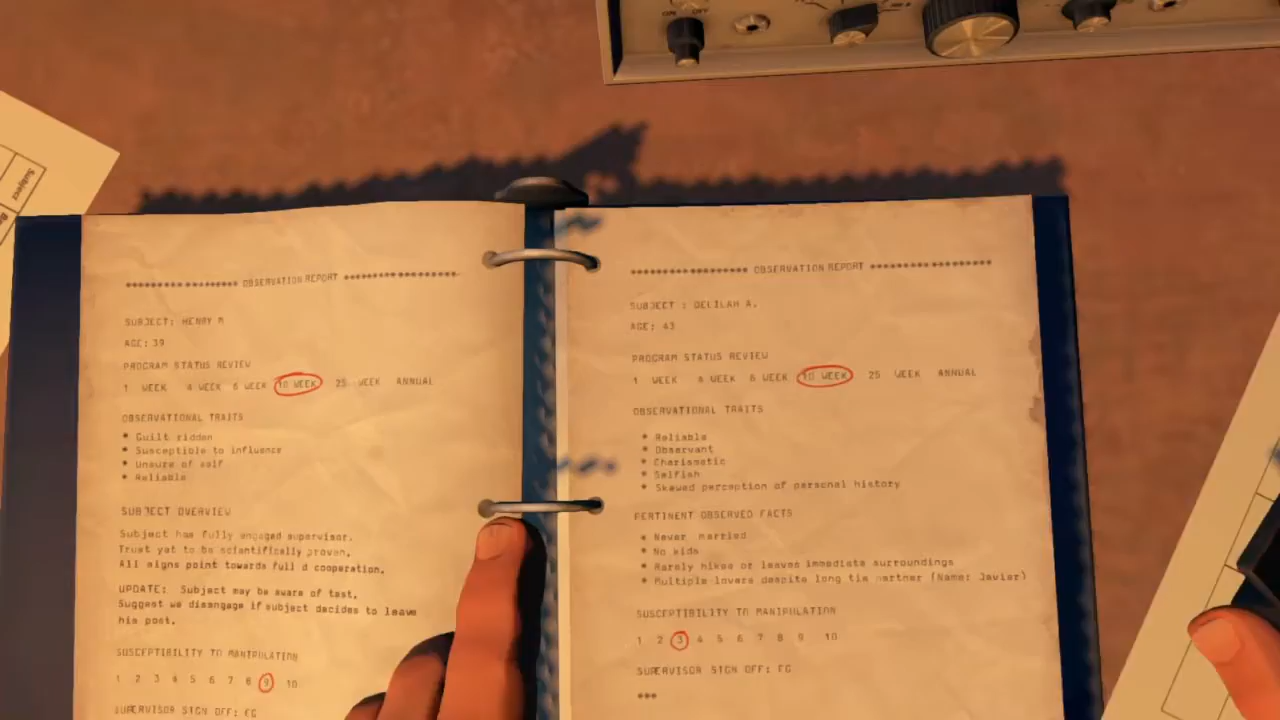 ON OFF
Subject
******************** OBSERVATION REPORT ********************
SUBJECT: HENRY M
AGE: 39
PROGRAM STATUS REVIEW
1 WEEK 4 WEEK 6 WEEK 10 WEEK 25 WEEK ANNUAL
OBSERVATIONAL TRAITS
* Guilt ridden
* Susceptible to influence
* Unsure of self
* Reliable
SUBJECT OVERVIEW
Subject has fully engaged supervisor.
Trust yet to be scientifically proven.
All signs point towards full d cooperation.
UPDATE: Subject may be aware of test.
Suggest we disengage if subject decides to leave
his post.
SUSCEPTIBILITY TO MANIPULATION
1 2 3 4 5 6 7 8 9 10
SUPERVISOR SIGN OFF: EG
******************** OBSERVATION REPORT ********************
SUBJECT : DELILAH A.
AGE: 43
PROGRAM STATUS REVIEW
1 WEEK 4 WEEK 6 WEEK 10 WEEK 25 WEEK ANNUAL
OBSERVATIONAL TRAITS
* Reliable
* Observant
* Charismatic
* Selfish
* Skewed perception of personal history
PERTINENT OBSERVED FACTS
* Never married
* No kids
* Rarely hikes or leaves immediate surroundings
* Multiple lovers despite long tie partner (Name: Javier)
SUSCEPTIBILITY TO MANIPULATION
1 2 3 4 5 6 7 8 9 10
SUPERVISOR SIGN OFF: EG
***